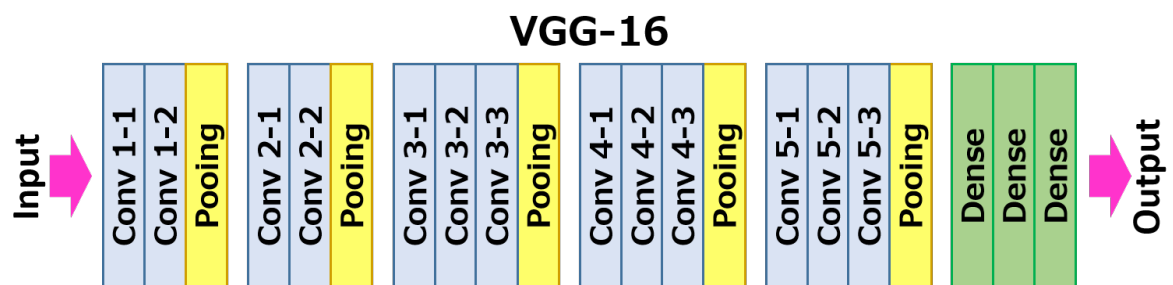 VGG-16
Input
Conv 1-1
Conv 1-2
Pooing
Conv 2-1
Conv 2-2
Pooing
Conv 3-1
Conv 3-2
Conv 3-3
Pooing
Conv 4-1
Conv 4-2
Conv 4-3
Pooing
Conv 5-1
Conv 5-2
Conv 5-3
Pooing
Dense
Dense
Dense
Output